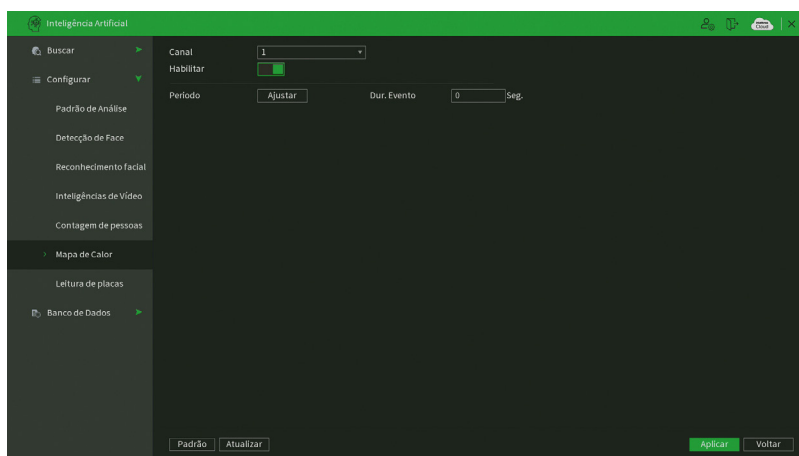 Inteligência Artificial
Cloud
Buscar
Configurar
Padrão de Análise
Detecção de Face
Reconhecimento facial
Inteligências de Vídeo
Contagem de pessoas
Mapa de Calor
Leitura de placas
Banco de Dados
Canal 1
Habilitar
Período Ajustar Dur. Evento 0 Seg.
Padrão Atualizar Aplicar Voltar